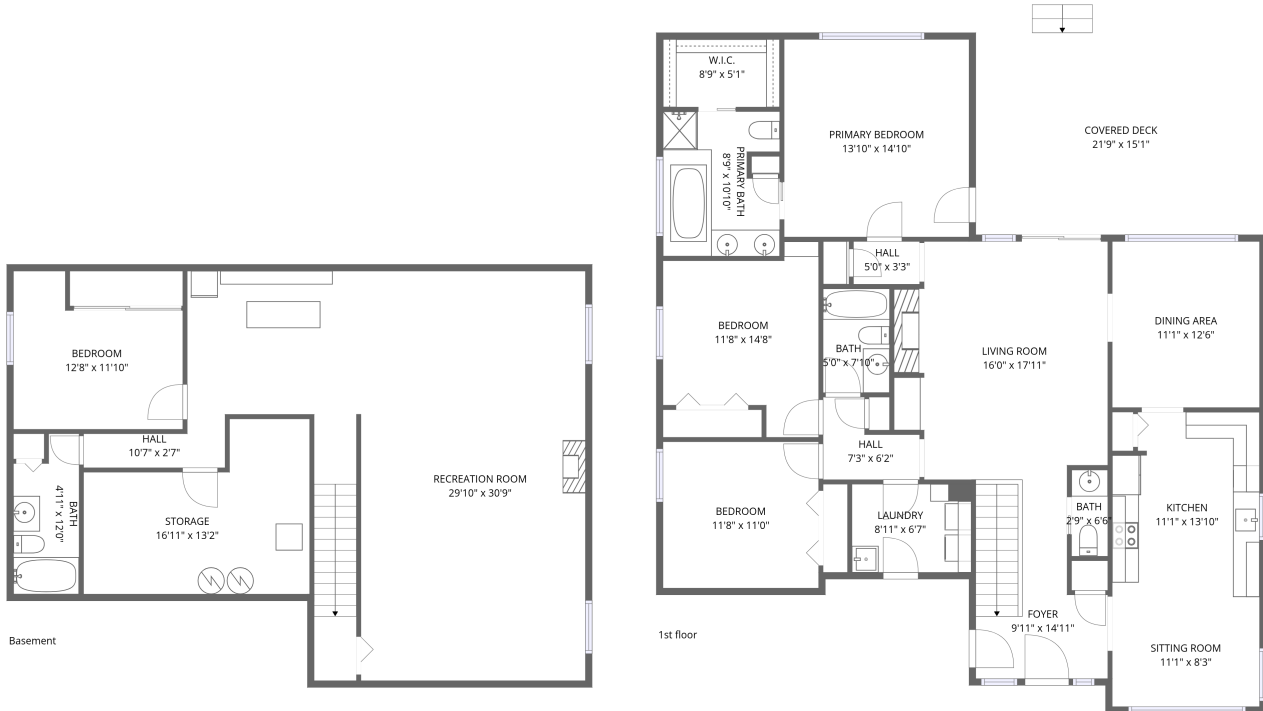 BEDROOM
12'8" x 11'10"
HALL
10'7" x 2'7"
BATH
4'11" x 12'0"
STORAGE
16'11" x 13'2"
RECREATION ROOM
29'10" x 30'9"
Basement
W.I.C.
8'9" x 5'1"
PRIMARY BATH
8'9" x 10'10"
PRIMARY BEDROOM
13'10" x 14'10"
COVERED DECK
21'9" x 15'1"
HALL
5'0" x 3'3"
BEDROOM
11'8" x 14'8"
BATH
5'0" x 7'10"
LIVING ROOM
16'0" x 17'11"
DINING AREA
11'1" x 12'6"
HALL
7'3" x 6'2"
BEDROOM
11'8" x 11'0"
LAUNDRY
8'11" x 6'7"
BATH
2'9" x 6'6"
KITCHEN
11'1" x 13'10"
FOYER
9'11" x 14'11"
SITTING ROOM
11'1" x 8'3"
1st floor